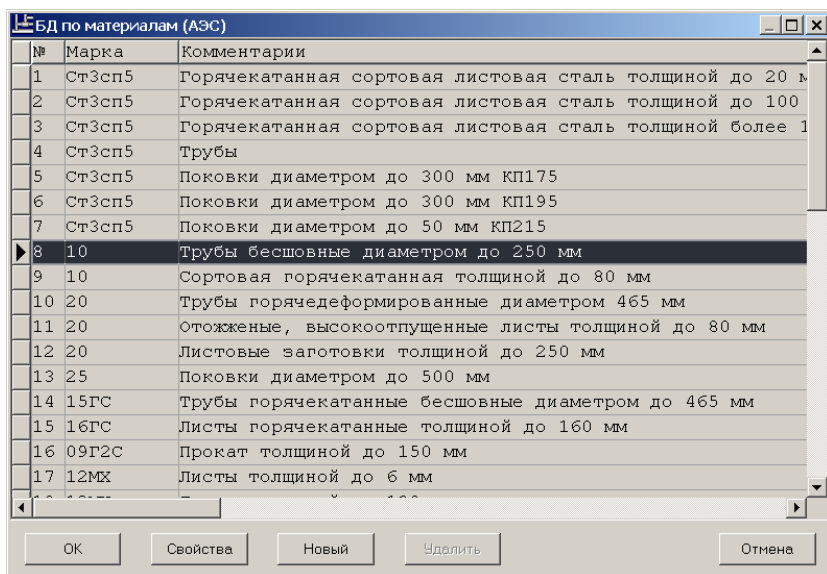 БД по материалам (АЭС)
№ Марка Комментарии
1 Ст3сп5 Горячекатанная сортовая листовая сталь толщиной до 20
2 Ст3сп5 Горячекатанная сортовая листовая сталь толщиной до 100
3 Ст3сп5 Горячекатанная сортовая листовая сталь толщиной более 1
4 Ст3сп5 Трубы
5 Ст3сп5 Поковки диаметром до 300 мм КП175
6 Ст3сп5 Поковки диаметром до 300 мм КП195
7 Ст3сп5 Поковки диаметром до 50 мм КП215
8 10 Трубы бесшовные диаметром до 250 мм
9 10 Сортовая горячекатанная толщиной до 80 мм
10 20 Трубы горячедеформированные диаметром 465 мм
11 20 Отожженые, высокоотпущенные листы толщиной до 80 мм
12 20 Листовые заготовки толщиной до 250 мм
13 25 Поковки диаметром до 500 мм
14 15ГС Трубы горячекатанные бесшовные диаметром до 465 мм
15 16ГС Листы горячекатанные толщиной до 160 мм
16 09Г2С Прокат толщиной до 150 мм
17 12МХ Листы толщиной до 6 мм
OK Свойства Новый Удалить Отмена